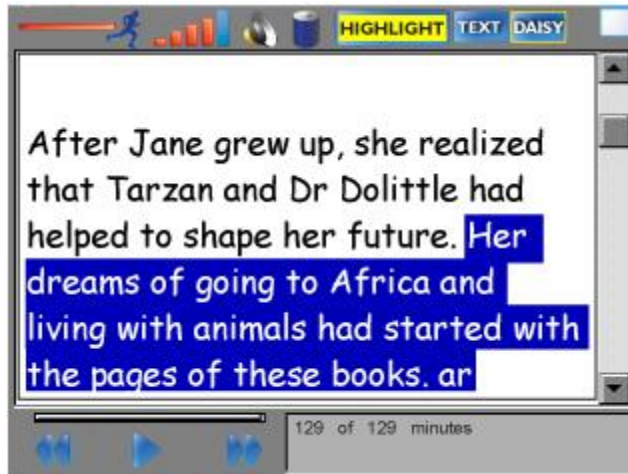 HIGHLIGHT TEXT DAISY
After Jane grew up, she realized
that Tarzan and Dr Dolittle had
helped to shape her future. Her
dreams of going to Africa and
living with animals had started with
the pages of these books. ar
129 of 129 minutes